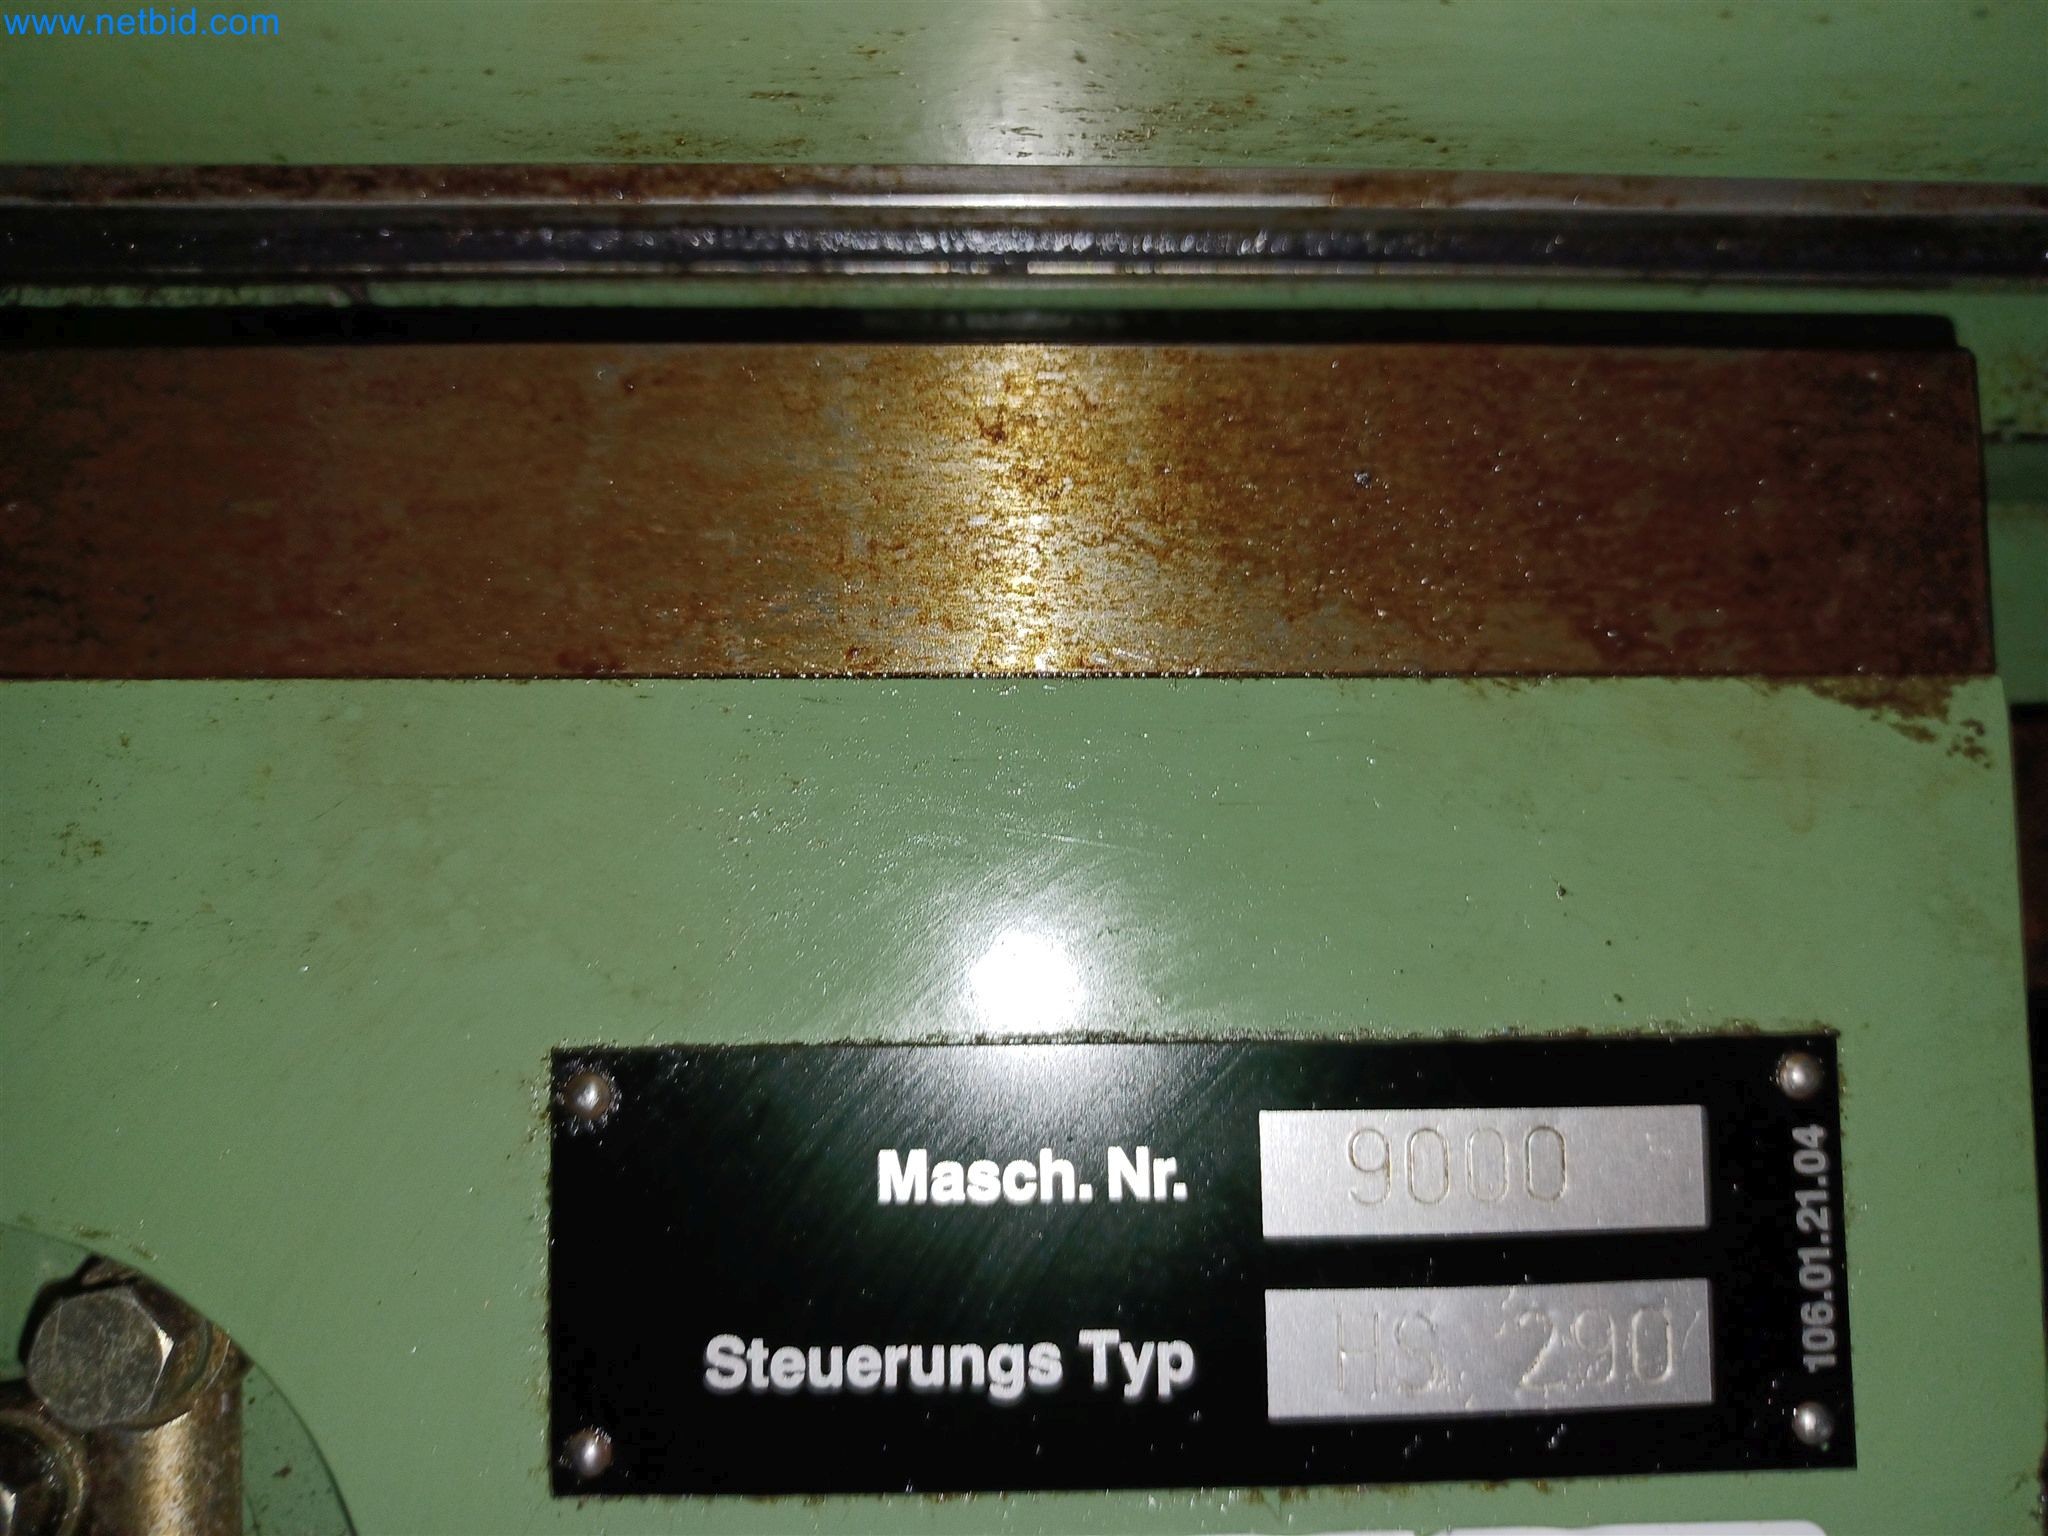 www.netbid.com
Masch. Nr. 9000
Steuerungs Typ HS. 290
106.01.21.04